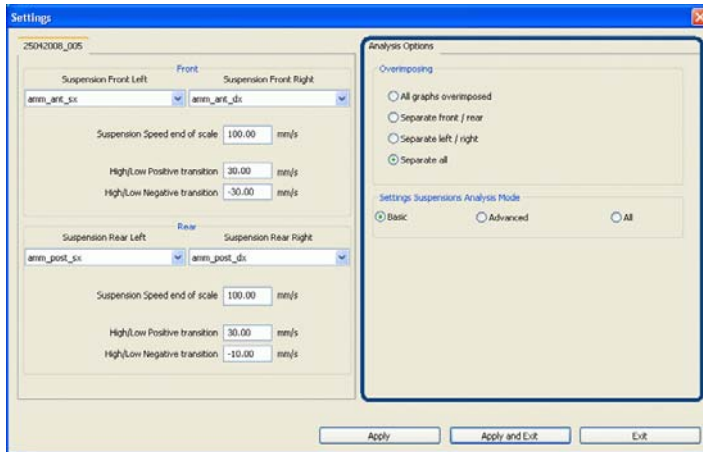 Settings
25042008_005
Front
Suspension Front Left Suspension Front Right
amm_ant_sx amm_ant_dx
Suspension Speed end of scale 100.00 mm/s
High/Low Positive transition 30.00 mm/s
High/Low Negative transition -30.00 mm/s
Rear
Suspension Rear Left Suspension Rear Right
amm_post_sx amm_post_dx
Suspension Speed end of scale 100.00 mm/s
High/Low Positive transition 30.00 mm/s
High/Low Negative transition -10.00 mm/s
Analysis Options
Overimposing
All graphs overimposed
Separate front / rear
Separate left / right
Separate all
Settings Suspensions Analysis Mode
Basic Advanced All
Apply Apply and Exit Exit